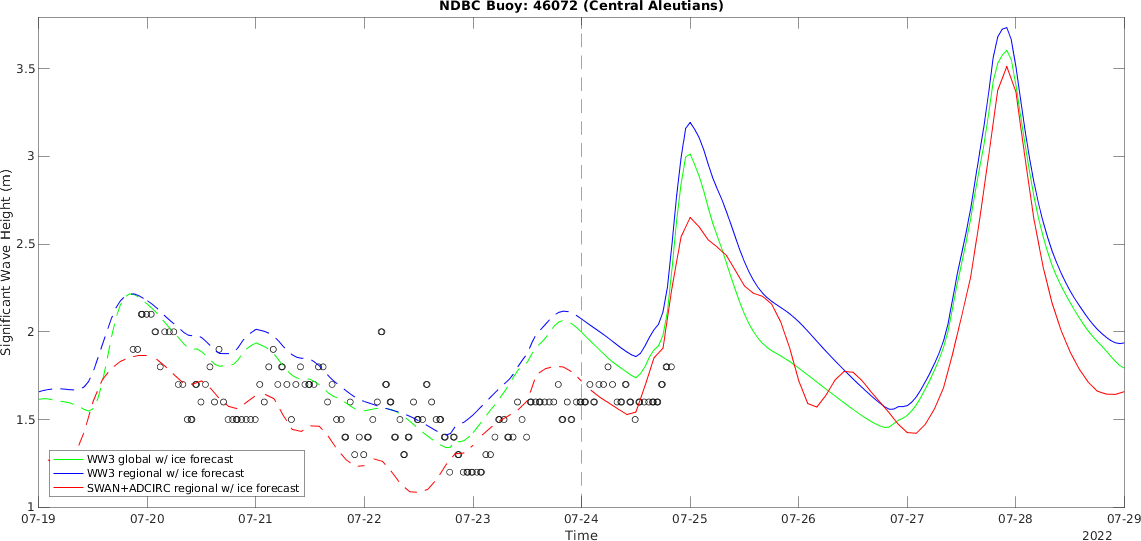 NDBC Buoy: 46072 (Central Aleutians)
3.5
3
2.5
2
1.5
1
Significant Wave Height (m)
WW3 global w/ ice forecast
WW3 regional w/ ice forecast
SWAN+ADCIRC regional w/ ice forecast
07-19 07-20 07-21 07-22 07-23 07-24 07-25 07-26 07-27 07-28 07-29
Time
2022